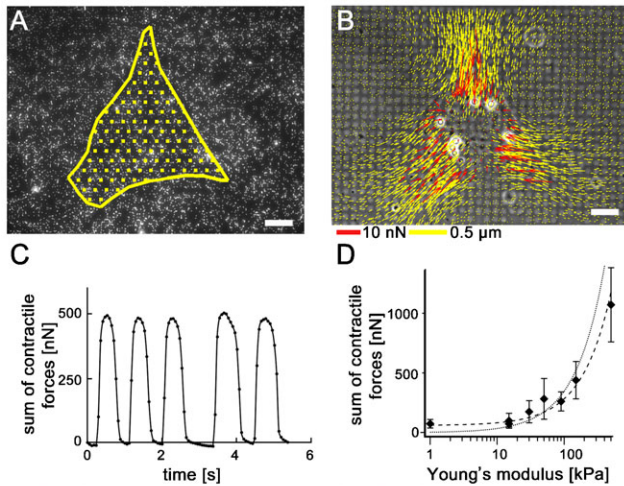 A
B
10 nN 0.5 µm
C
sum of contractile
forces [nN]
500
250
0
0 2 4 6
time [s]
D
sum of contractile
forces [nN]
1000
500
0
1 10 100
Young's modulus [kPa]